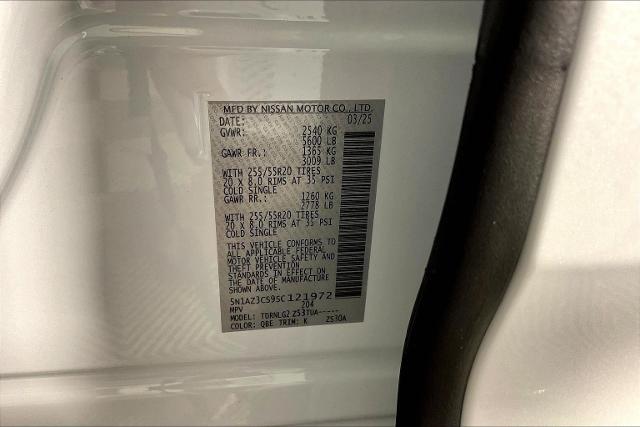 MFD BY NISSAN MOTOR CO., LTD.
DATE: 03/25
GVWR: 2540 KG
5600 LB
GAWR FR.: 1365 KG
3009 LB
WITH 255/55R20 TIRES
20 X 8.0 RIMS AT 35 PSI
COLD SINGLE
GAWR RR.: 1260 KG
2778 LB
WITH 255/55R20 TIRES
20 X 8.0 RIMS AT 35 PSI
COLD SINGLE
THIS VEHICLE CONFORMS TO
ALL APPLICABLE FEDERAL
MOTOR VEHICLE SAFETY AND
THEFT PREVENTION
STANDARDS IN EFFECT ON
THE DATE OF MANUFACTURE
SHOWN ABOVE.
5N1AZ3CS9SC121972
MPV 204
MODEL: TDRNLG2 Z53TUA-----
COLOR: QBE TRIM: K Z530A